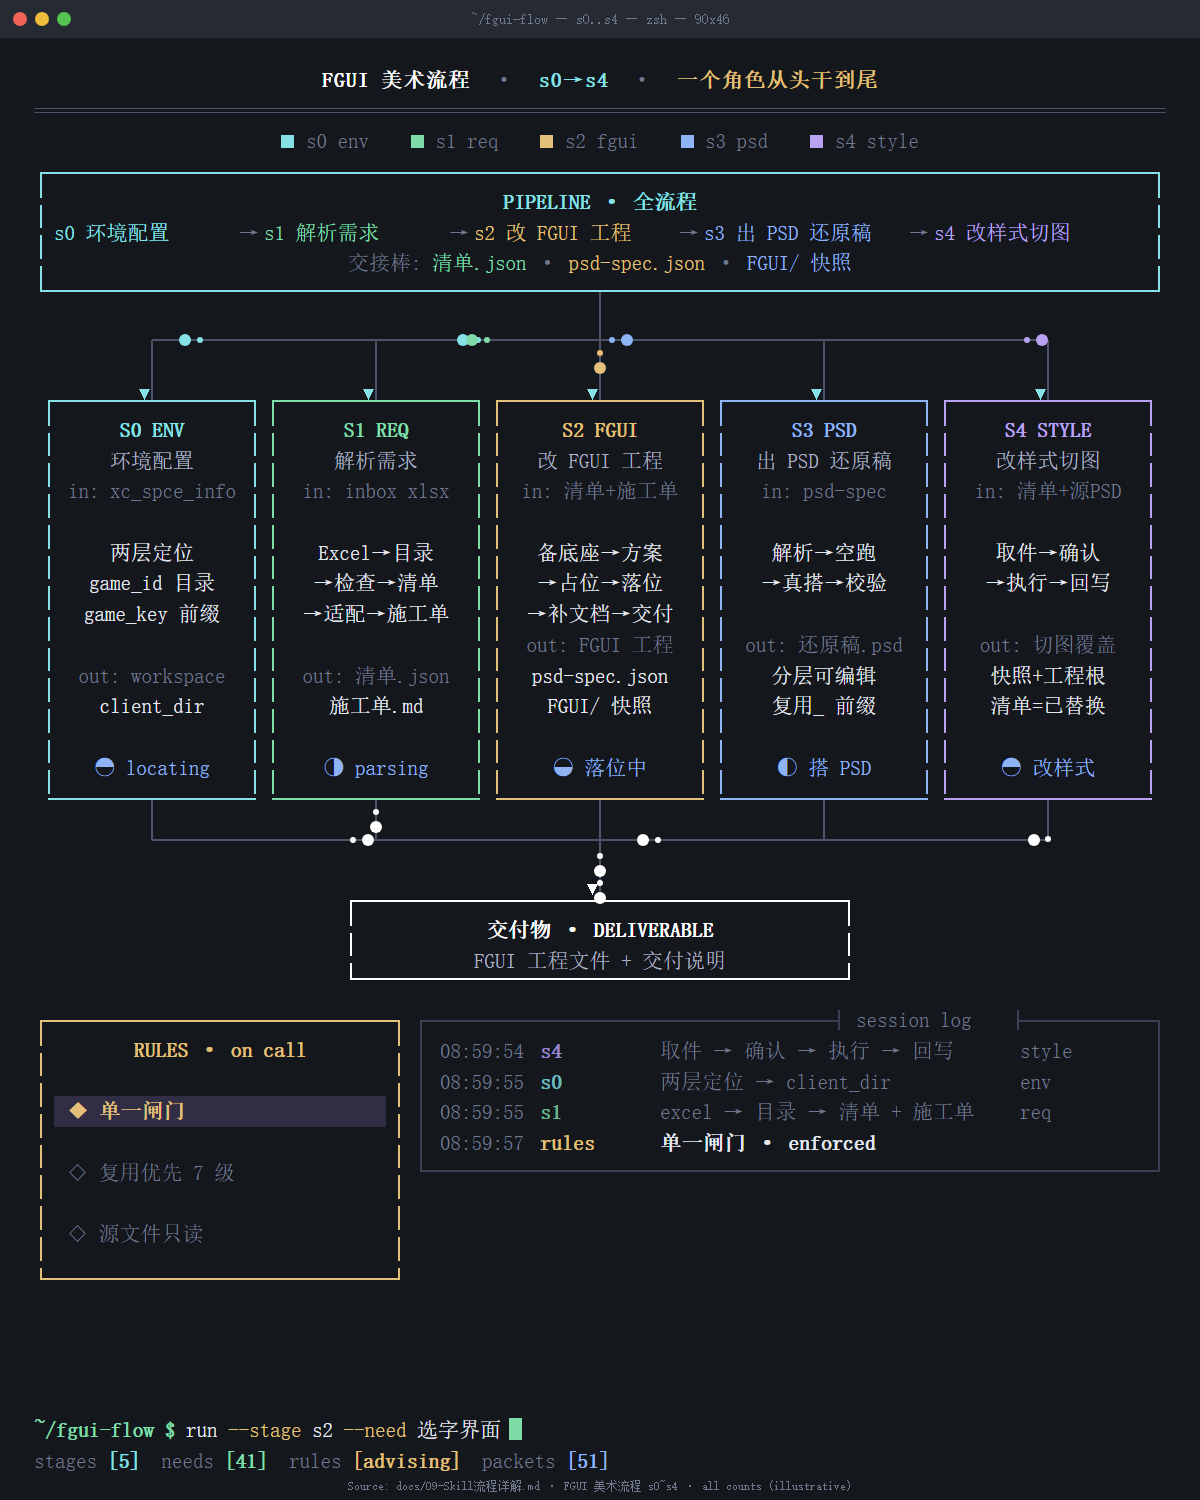 ~/fgui-flow — s0..s4 — zsh — 90x46
FGUI 美术流程 • s0→s4 • 一个角色从头干到尾
s0 env s1 req s2 fgui s3 psd s4 style
PIPELINE • 全流程
s0 环境配置 → s1 解析需求 → s2 改 FGUI 工程 → s3 出 PSD 还原稿 → s4 改样式切图
交接棒: 清单.json • psd-spec.json • FGUI/ 快照
S0 ENV
环境配置
in: xc_spce_info
两层定位
game_id 目录
game_key 前缀
out: workspace
client_dir
locating
S1 REQ
解析需求
in: inbox xlsx
Excel→目录
→检查→清单
→适配→施工单
out: 清单.json
施工单.md
parsing
S2 FGUI
改 FGUI 工程
in: 清单+施工单
备底座→方案
→占位→落位
→补文档→交付
out: FGUI 工程
psd-spec.json
FGUI/ 快照
落位中
S3 PSD
出 PSD 还原稿
in: psd-spec
解析→空跑
→真搭→校验
out: 还原稿.psd
分层可编辑
复用_ 前缀
搭 PSD
S4 STYLE
改样式切图
in: 清单+源PSD
取件→确认
→执行→回写
out: 切图覆盖
快照+工程根
清单=已替换
改样式
交付物 • DELIVERABLE
FGUI 工程文件 + 交付说明
RULES • on call
◆ 单一闸门
◇ 复用优先 7 级
◇ 源文件只读
session log
08:59:54 s4 取件 → 确认 → 执行 → 回写 style
08:59:55 s0 两层定位 → client_dir env
08:59:55 s1 excel → 目录 → 清单 + 施工单 req
08:59:57 rules 单一闸门 • enforced
~/fgui-flow $ run --stage s2 --need 选字界面
stages [5] needs [41] rules [advising] packets [51]
Source: docs/09-Skill流程详解.md · FGUI 美术流程 s0~s4 · all counts (illustrative)